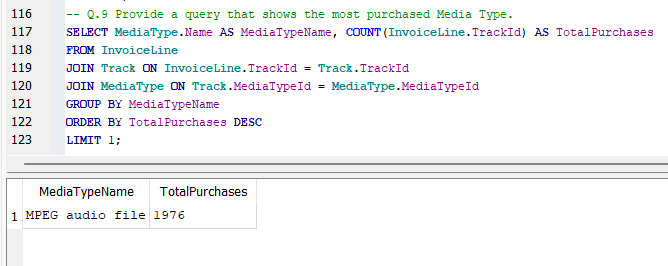 116 -- Q.9 Provide a query that shows the most purchased Media Type.
117 SELECT MediaType.Name AS MediaTypeName, COUNT(InvoiceLine.TrackId) AS TotalPurchases
118 FROM InvoiceLine
119 JOIN Track ON InvoiceLine.TrackId = Track.TrackId
120 JOIN MediaType ON Track.MediaTypeId = MediaType.MediaTypeId
121 GROUP BY MediaTypeName
122 ORDER BY TotalPurchases DESC
123 LIMIT 1;
MediaTypeName TotalPurchases
1 MPEG audio file 1976